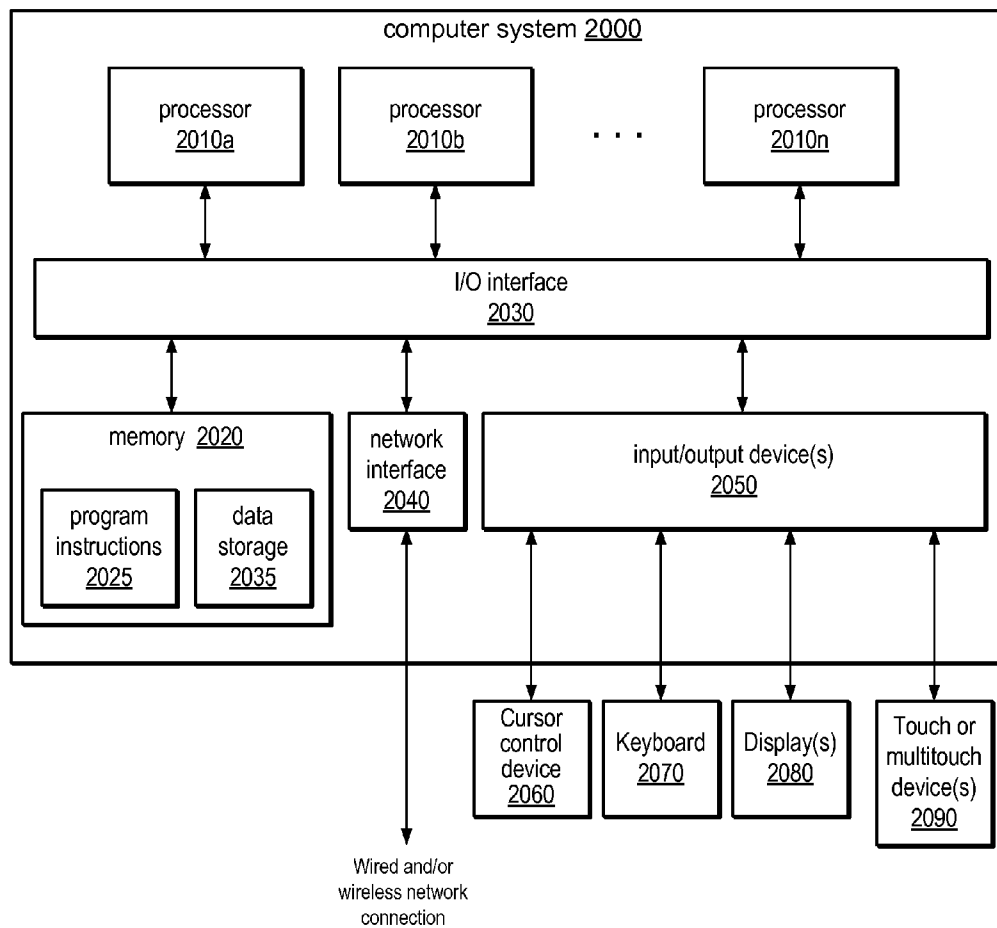 computer system 2000
processor
2010a
processor
2010b
. . .
processor
2010n
I/O interface
2030
memory 2020
program
instructions
2025
data
storage
2035
network
interface
2040
input/output device(s)
2050
Cursor
control
device
2060
Keyboard
2070
Display(s)
2080
Touch or
multitouch
device(s)
2090
Wired and/or
wireless network
connection